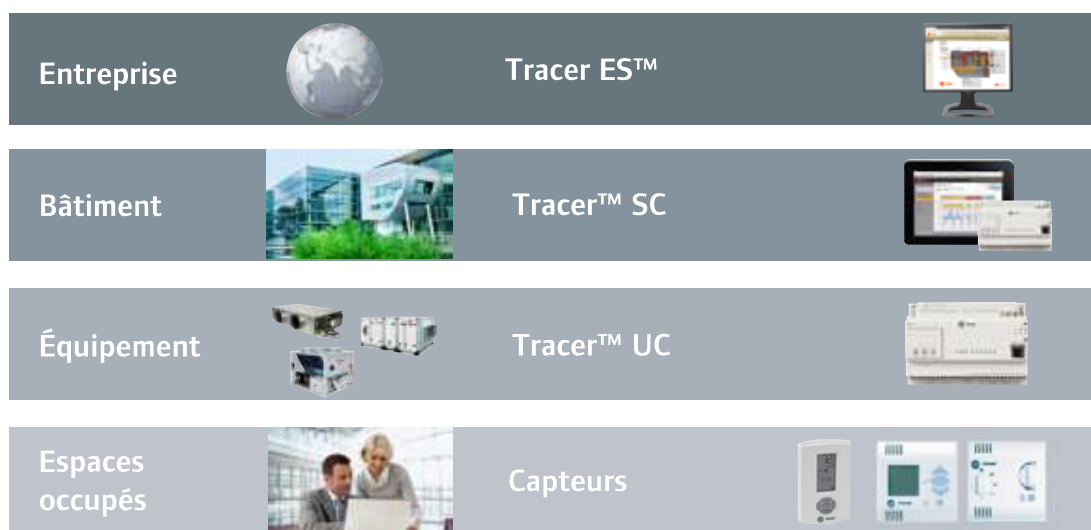 Entreprise
Tracer ES™
Bâtiment
Tracer™ SC
Équipement
Tracer™ UC
Espaces
occupés
Capteurs